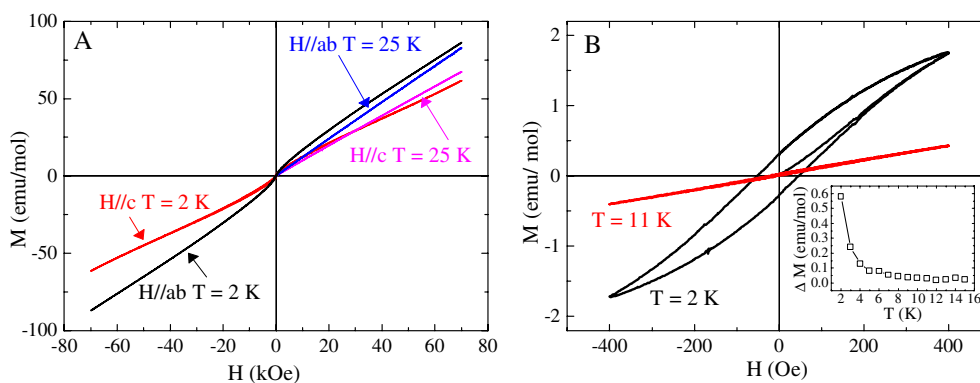 A
H//ab T = 25 K
H//c T = 25 K
H//c T = 2 K
H//ab T = 2 K
M (emu/mol)
100
50
0
-50
-100
-80 -60 -40 -20 0 20 40 60 80
H (kOe)
B
T = 11 K
T = 2 K
M (emu/ mol)
2
1
0
-1
-2
-400 -200 0 200 400
H (Oe)
Δ M (emu/mol)
0.6
0.5
0.4
0.3
0.2
0.1
0.0
2 4 6 8 10 12 14 16
T (K)